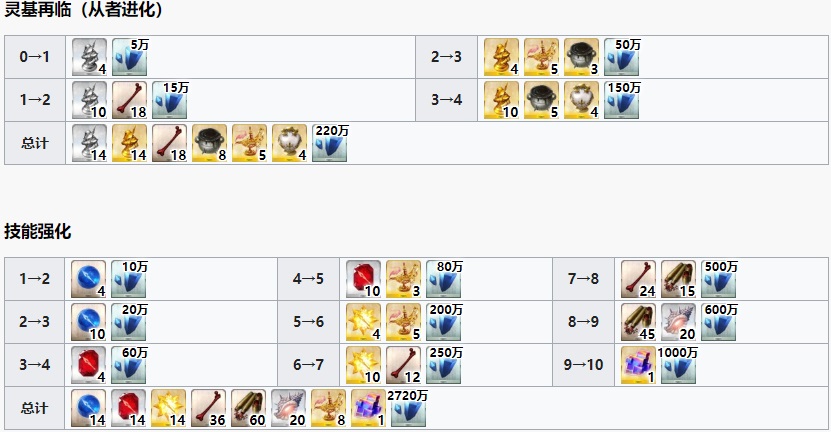 灵基再临（从者进化）
0→1 4 5万 2→3 4 5 3 50万
1→2 10 18 15万 3→4 10 5 4 150万
总计 14 14 18 8 5 4 220万
技能强化
1→2 4 10万 4→5 10 3 80万 7→8 24 15 500万
2→3 10 20万 5→6 4 5 200万 8→9 45 20 600万
3→4 4 60万 6→7 10 12 250万 9→10 1 1000万
总计 14 14 14 36 60 20 8 1 2720万